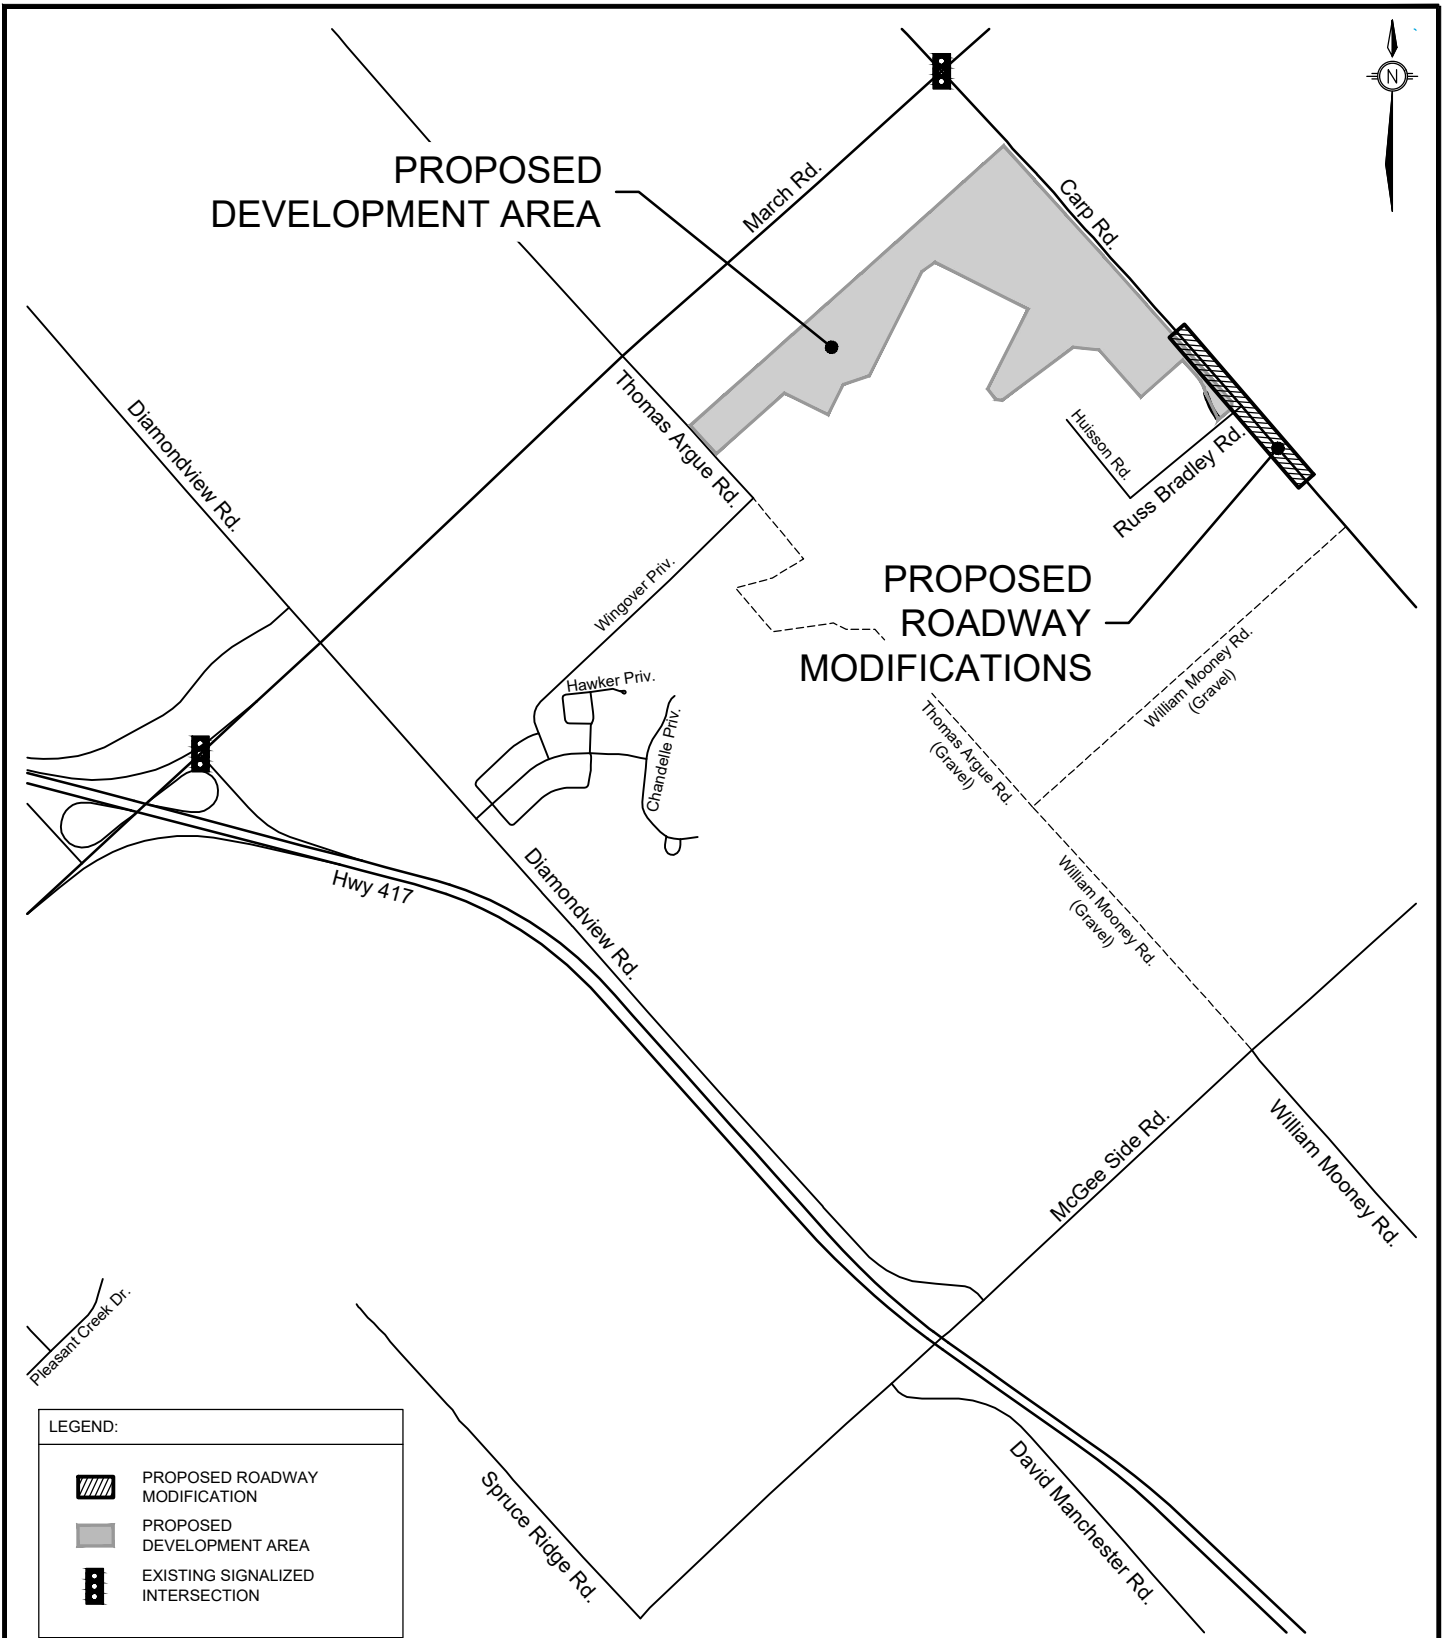 N
PROPOSED
DEVELOPMENT AREA
March Rd.
Carp Rd.
Thomas Argue Rd.
Diamondview Rd.
Huisson Rd.
Russ Bradley Rd.
PROPOSED
ROADWAY
MODIFICATIONS
Wingover Priv.
Hawker Priv.
Chandelle Priv.
William Mooney Rd.
(Gravel)
Thomas Argue Rd.
(Gravel)
William Mooney Rd.
(Gravel)
Hwy 417
Diamondview Rd.
McGee Side Rd.
William Mooney Rd.
Pleasant Creek Dr.
Spruce Ridge Rd.
David Manchester Rd.
LEGEND:
PROPOSED ROADWAY
MODIFICATION
PROPOSED
DEVELOPMENT AREA
EXISTING SIGNALIZED
INTERSECTION